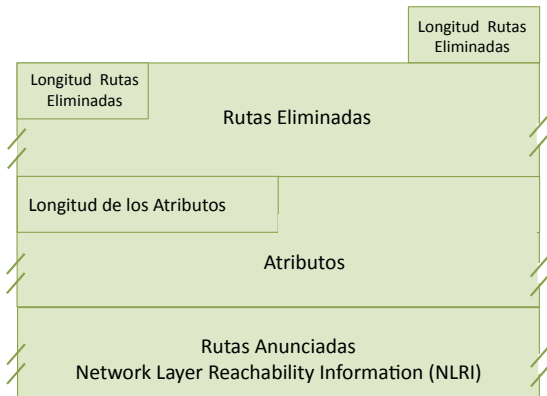 Longitud Rutas
Eliminadas
Longitud Rutas
Eliminadas
Rutas Eliminadas
Longitud de los Atributos
Atributos
Rutas Anunciadas
Network Layer Reachability Information (NLRI)